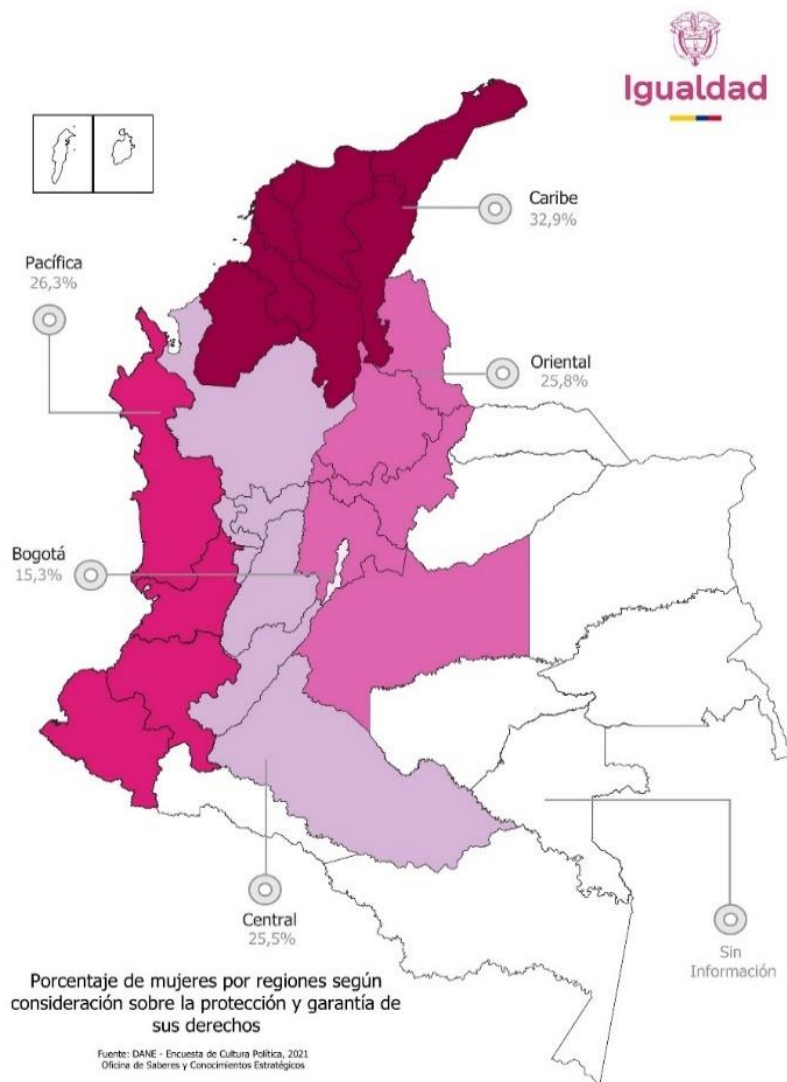 Igualdad
Caribe
32,9%
Pacífica
26,3%
Oriental
25,8%
Bogotá
15,3%
Central
25,5%
Sin
Información
Porcentaje de mujeres por regiones según
consideración sobre la protección y garantía de
sus derechos
Fuente: DANE - Encuesta de Cultura Política, 2021
Oficina de Saberes y Conocimientos Estratégicos